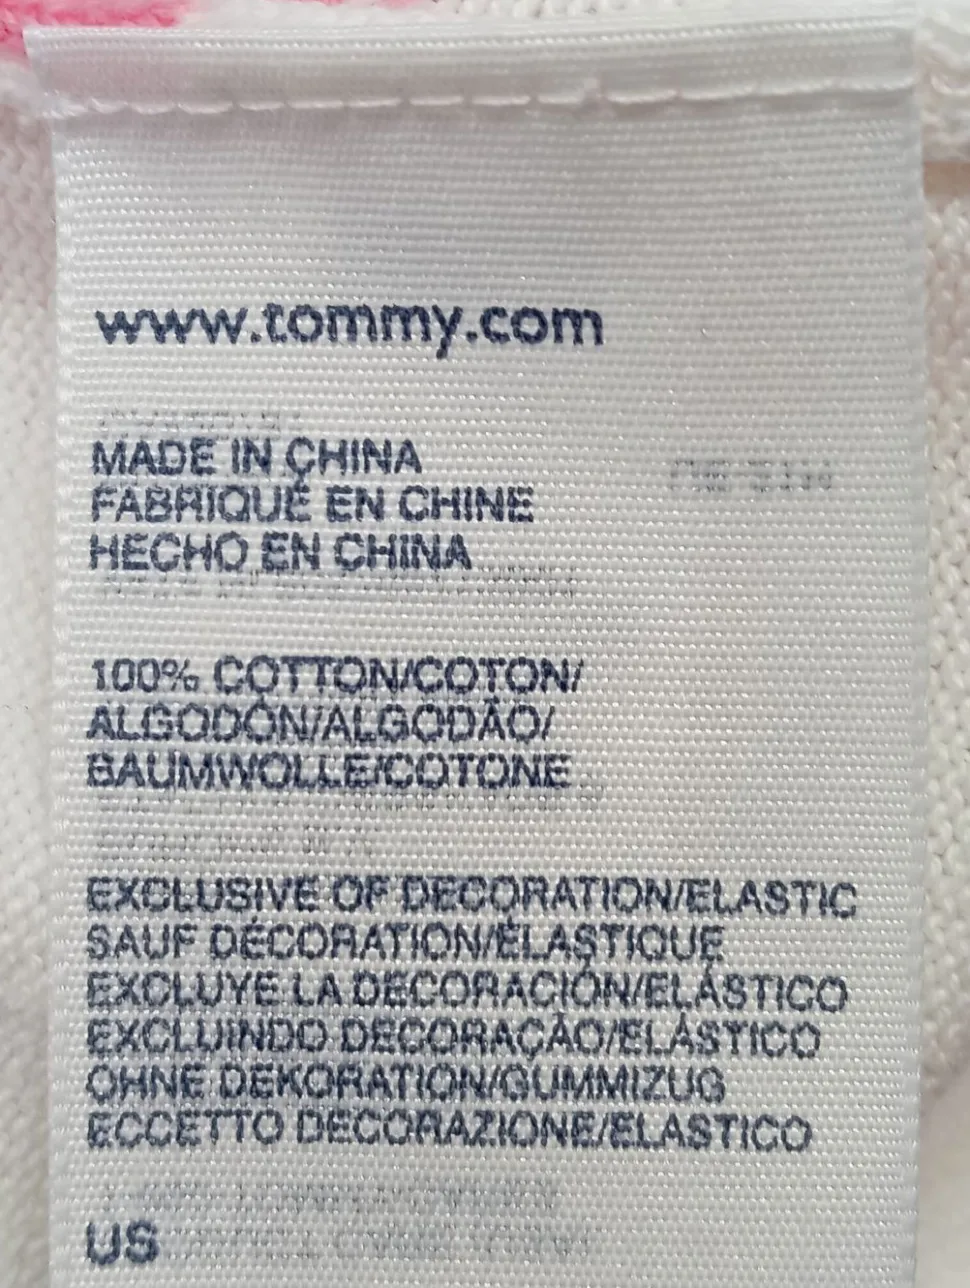 www.tommy.com
MADE IN CHINA
FABRIQUÉ EN CHINE
HECHO EN CHINA
100% COTTON/COTON/
ALGODÓN/ALGODÃO/
BAUMWOLLE/COTONE
EXCLUSIVE OF DECORATION/ELASTIC
SAUF DÉCORATION/ÉLASTIQUE
EXCLUYE LA DECORACIÓN/ELÁSTICO
EXCLUINDO DECORAÇÃO/ELÁSTICO
OHNE DEKORATION/GUMMIZUG
ECCETTO DECORAZIONE/ELASTICO
US